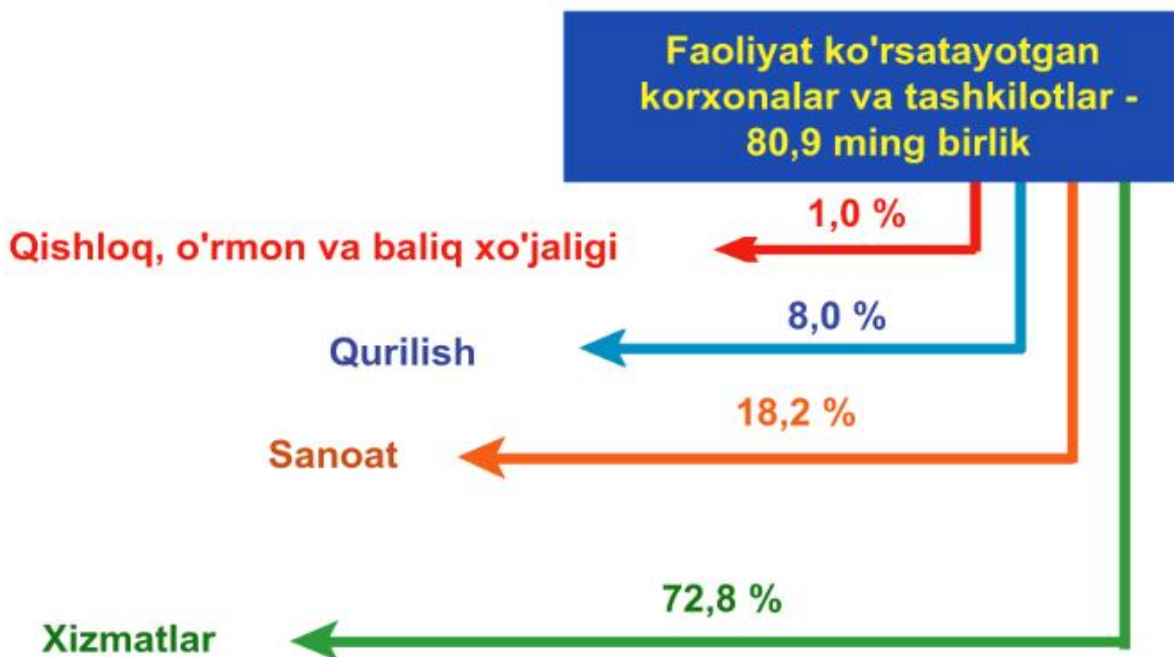 Faoliyat ko'rsatayotgan
korxonalar va tashkilotlar -
80,9 ming birlik
1,0 %
Qishloq, o'rmon va baliq xo'jaligi
8,0 %
Qurilish
18,2 %
Sanoat
72,8 %
Xizmatlar